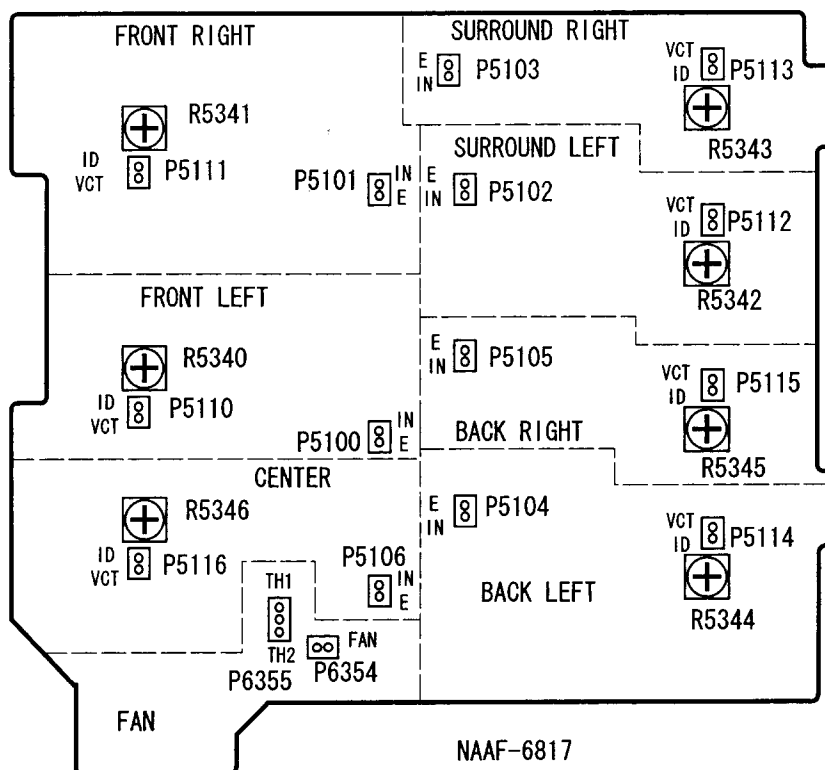 FRONT RIGHT
R5341
ID
VCT
P5111
P5101
IN
E
SURROUND RIGHT
E
IN
P5103
VCT
ID
P5113
R5343
SURROUND LEFT
E
IN
P5102
VCT
ID
P5112
R5342
FRONT LEFT
R5340
ID
VCT
P5110
P5100
IN
E
E
IN
P5105
VCT
ID
P5115
BACK RIGHT
R5345
CENTER
R5346
ID
VCT
P5116
P5106
IN
E
TH1
TH2
P6355
FAN
P6354
E
IN
P5104
VCT
ID
P5114
BACK LEFT
R5344
FAN
NAAF-6817